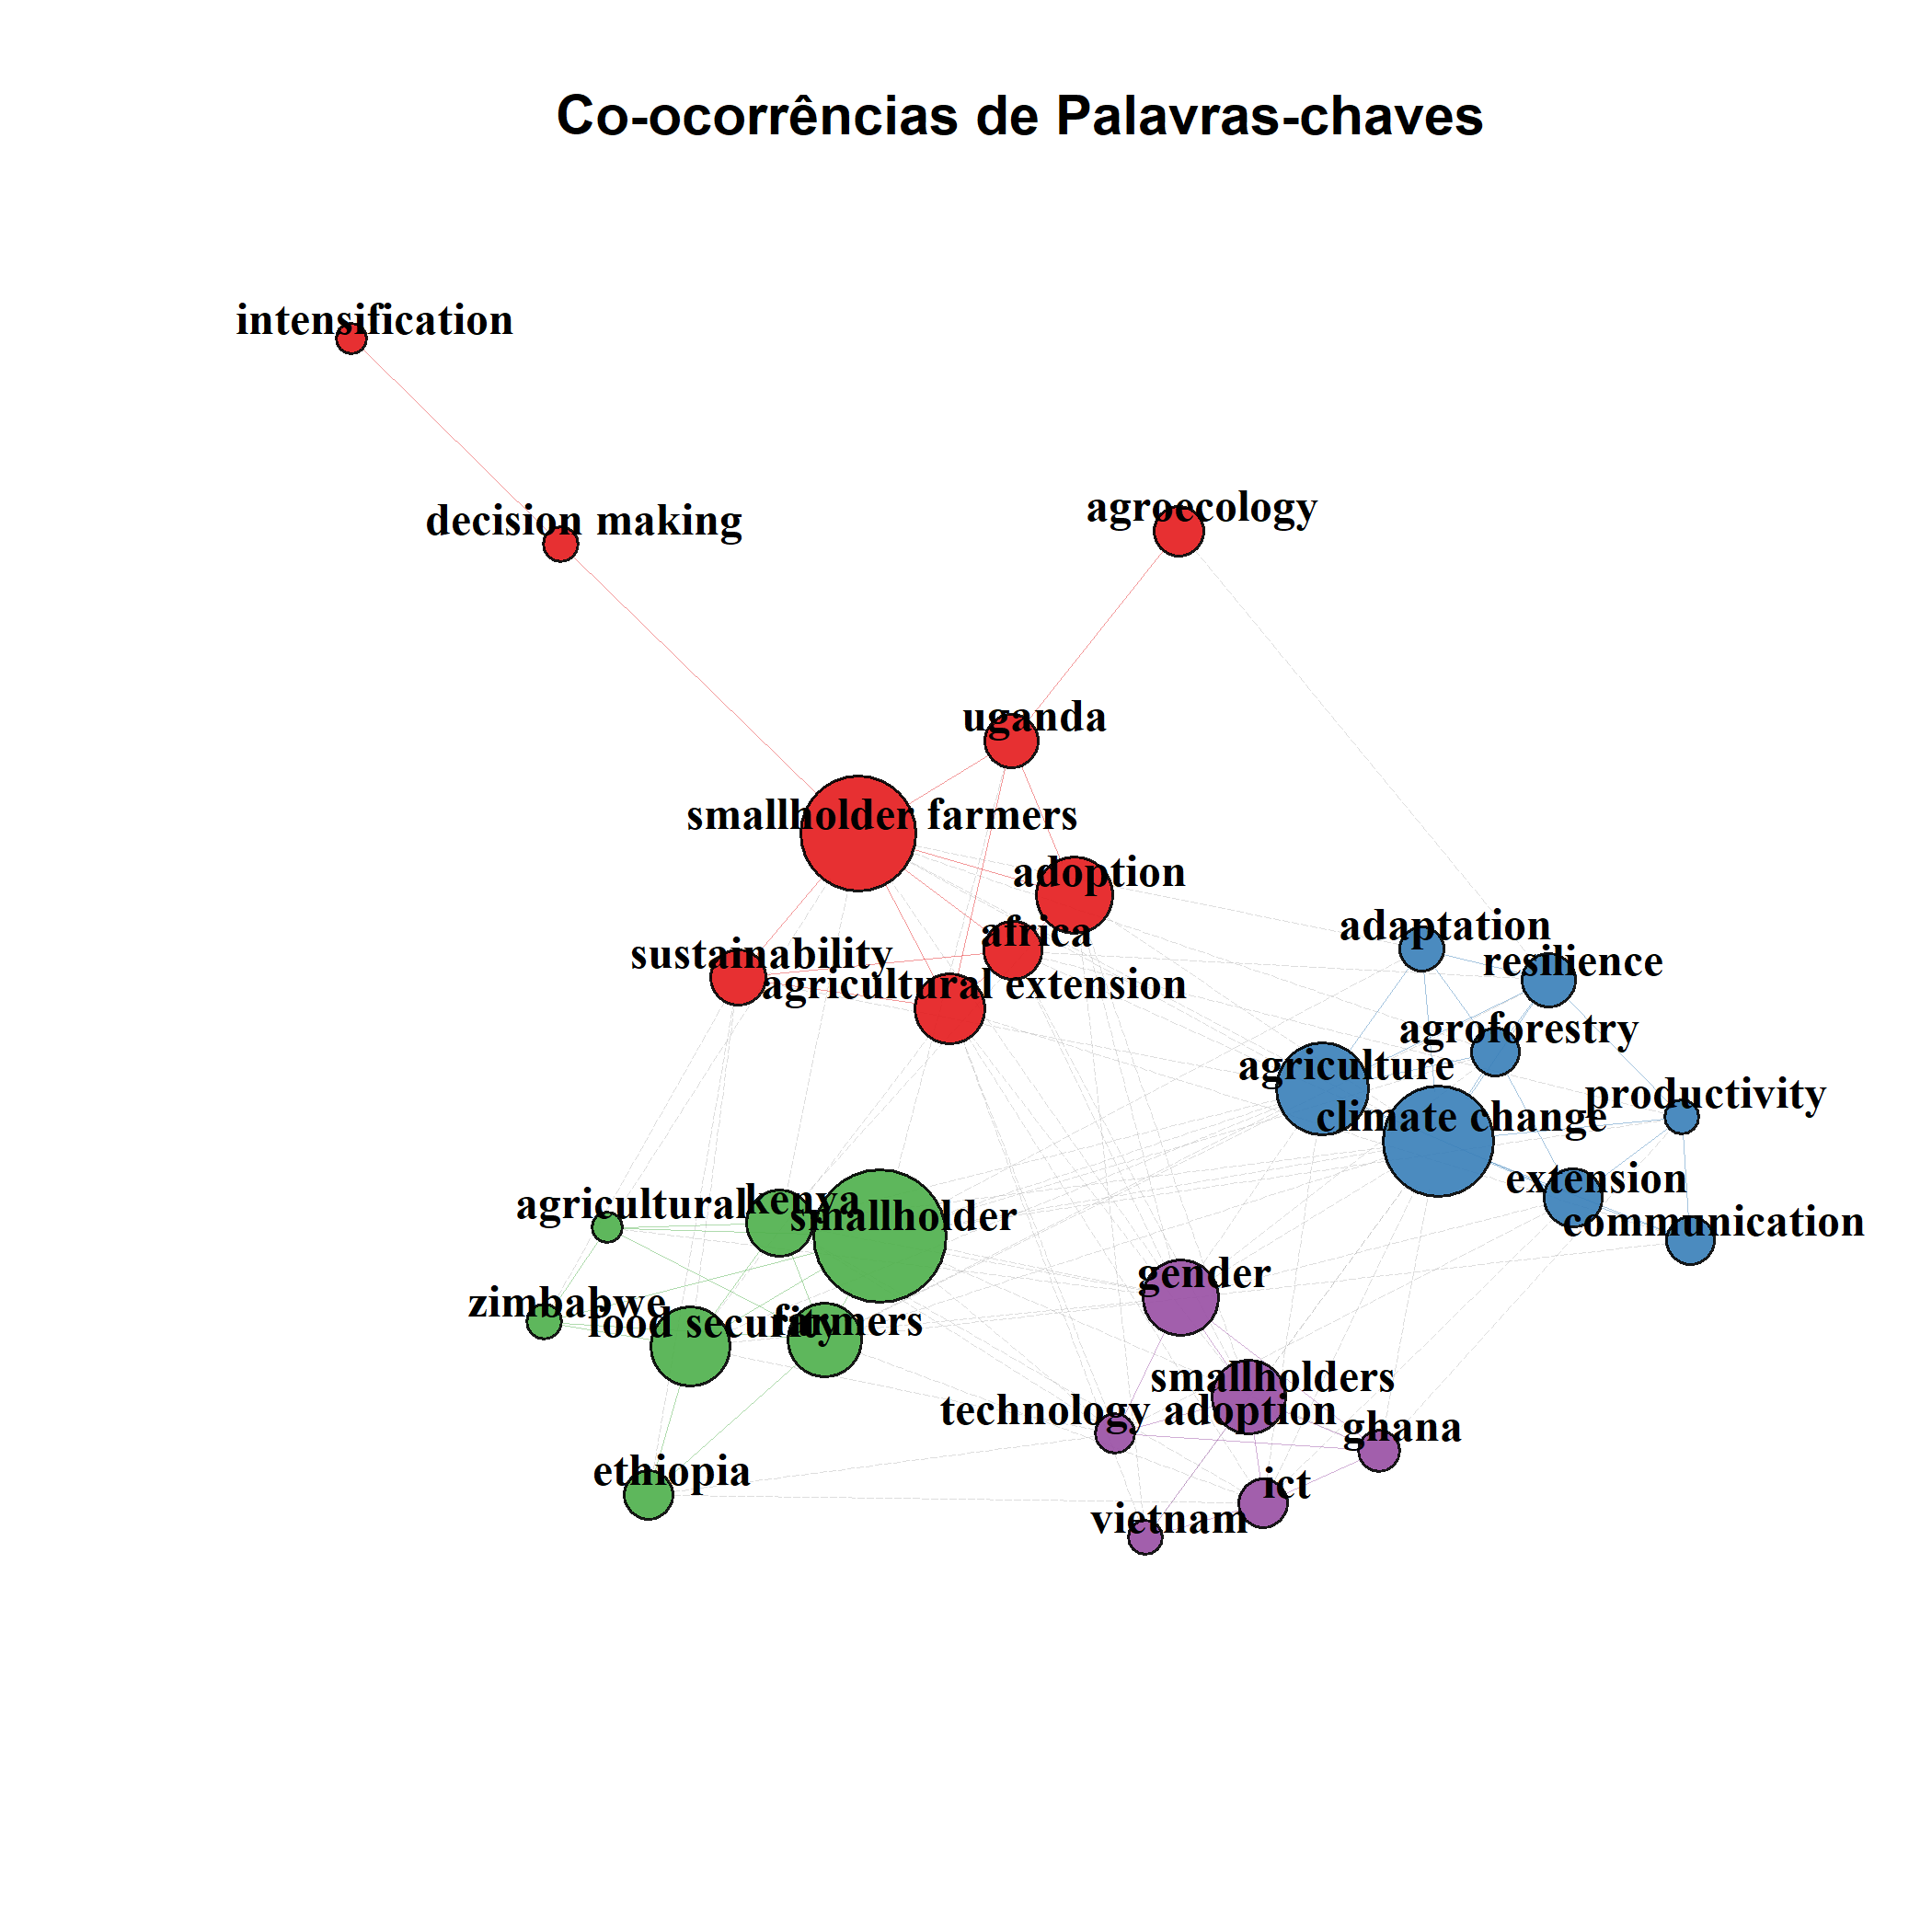 Co-ocorrências de Palavras-chaves
intensification
decision making
agroecology
uganda
smallholder farmers
adoption
africa
adaptation
sustainability
resilience
agricultural extension
agroforestry
agriculture
productivity
climate change
extension
agricultural
kenya
smallholder
communication
gender
zimbabwe
food security
farmers
smallholders
technology adoption
ghana
ethiopia
ict
vietnam